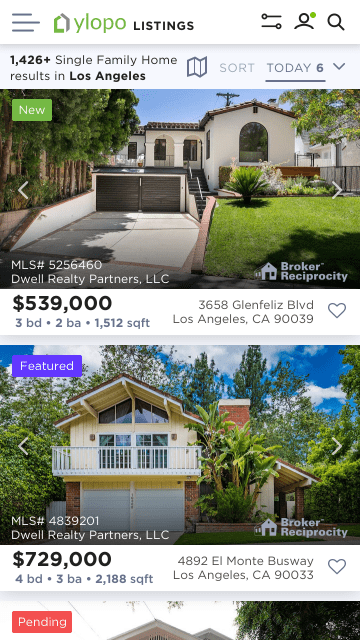 ylopo LISTINGS
1,426+ Single Family Home
results in Los Angeles
SORT TODAY 6
New
MLS# 5256460
Dwell Realty Partners, LLC
Broker Reciprocity
$539,000
3 bd • 2 ba • 1,512 sqft
3658 Glenfeliz Blvd
Los Angeles, CA 90039
Featured
MLS# 4839201
Dwell Realty Partners, LLC
Broker Reciprocity
$729,000
4 bd • 3 ba • 2,188 sqft
4892 El Monte Busway
Los Angeles, CA 90033
Pending